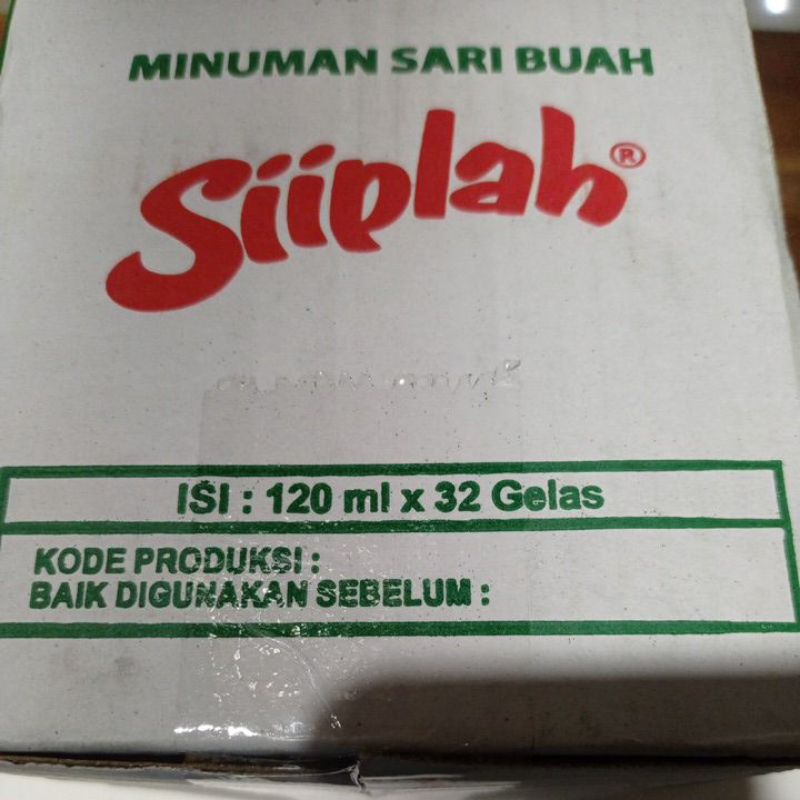 MINUMAN SARI BUAH
Siiplah®
ISI : 120 ml x 32 Gelas
KODE PRODUKSI :
BAIK DIGUNAKAN SEBELUM :